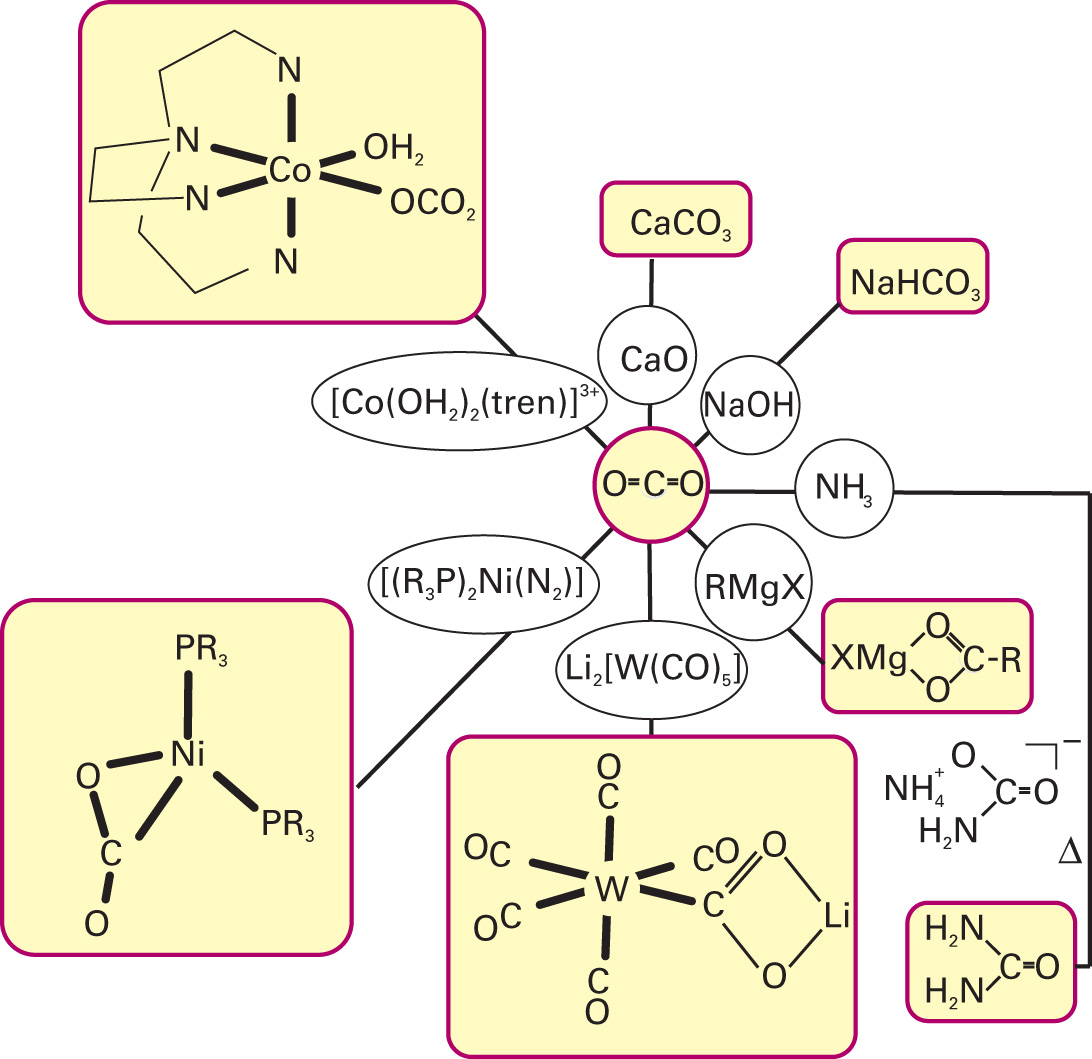 N
N
OH₂
Co
N
OCO₂
N
CaCO₃
NaHCO₃
CaO
[Co(OH₂)₂(tren)]³⁺
NaOH
O=C=O
NH₃
[(R₃P)₂Ni(N₂)]
RMgX
Li₂[W(CO)₅]
O
XMg
C-R
O
PR₃
Ni
O
PR₃
C
O
O
C
OC
CO
O
W
OC
C
Li
O
C
O
O
−
NH₄⁺
C=O
H₂N
Δ
H₂N
C=O
H₂N